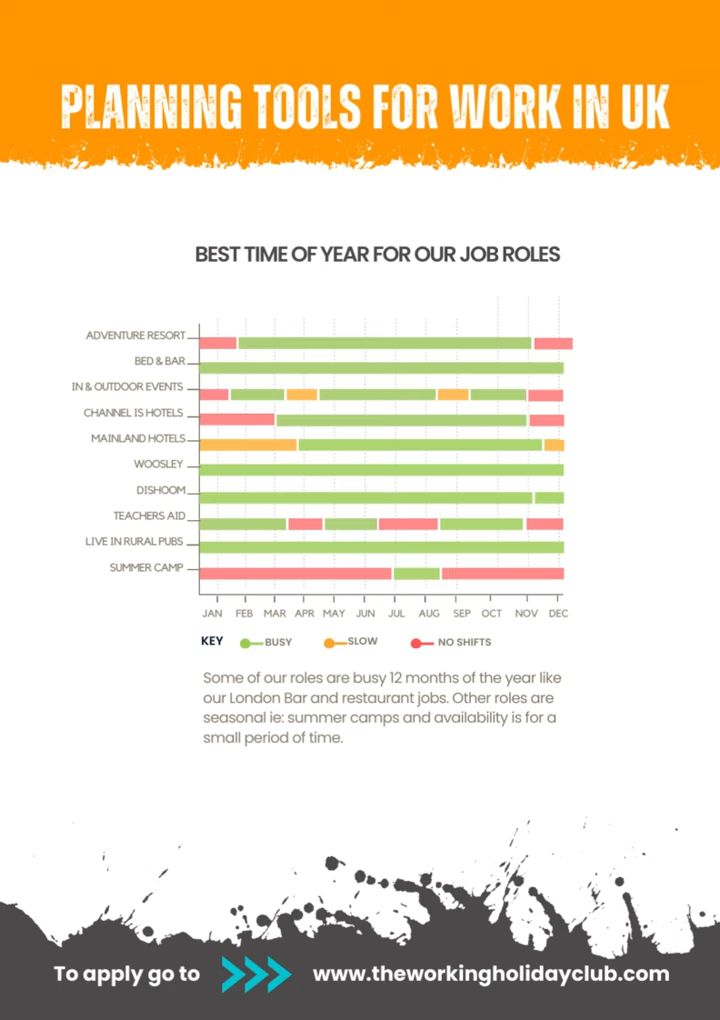 PLANNING TOOLS FOR WORK IN UK
BEST TIME OF YEAR FOR OUR JOB ROLES
ADVENTURE RESORT
BED & BAR
IN & OUTDOOR EVENTS
CHANNEL IS HOTELS
MAINLAND HOTELS
WOOSLEY
DISHOOM
TEACHERS AID
LIVE IN RURAL PUBS
SUMMER CAMP
JAN FEB MAR APR MAY JUN JUL AUG SEP OCT NOV DEC
KEY BUSY SLOW NO SHIFTS
Some of our roles are busy 12 months of the year like
our London Bar and restaurant jobs. Other roles are
seasonal ie: summer camps and availability is for a
small period of time.
To apply go to www.theworkingholidayclub.com